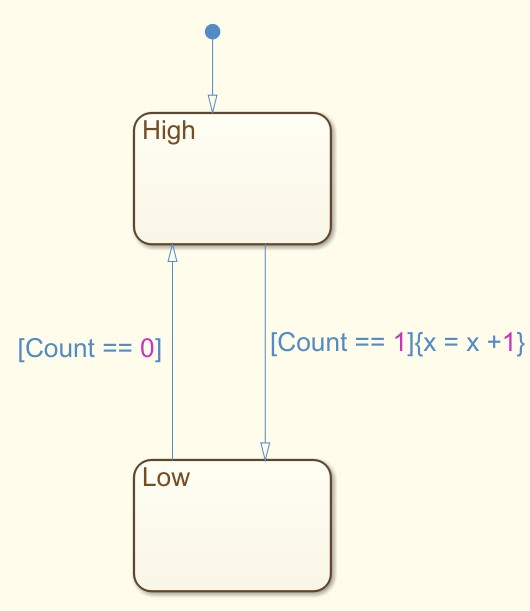 High
[Count == 0]
[Count == 1]{x = x +1}
Low